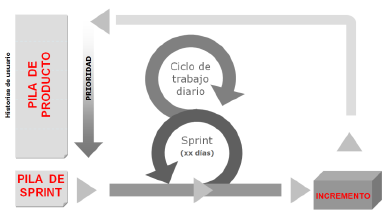 Historias de usuario
PILA DE
PRODUCTO
PRIORIDAD
Ciclo de
trabajo
diario
Sprint
(xx días)
PILA DE
SPRINT
INCREMENTO